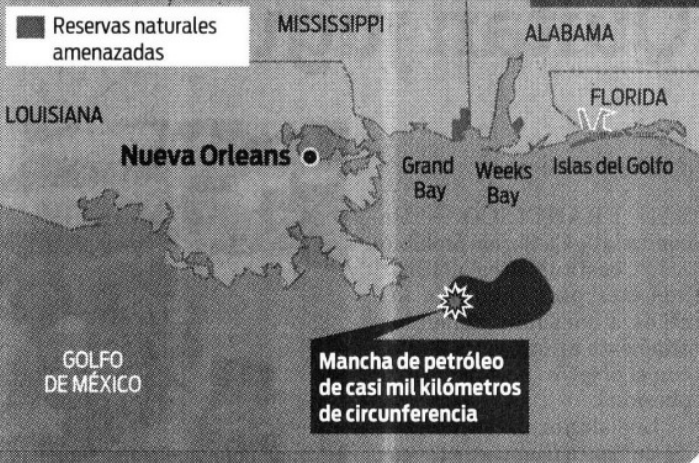 Reservas naturales
amenazadas
MISSISSIPPI
ALABAMA
LOUISIANA
FLORIDA
Nueva Orleans
Grand
Bay
Weeks
Bay
Islas del Golfo
GOLFO
DE MÉXICO
Mancha de petróleo
de casi mil kilómetros
de circunferencia